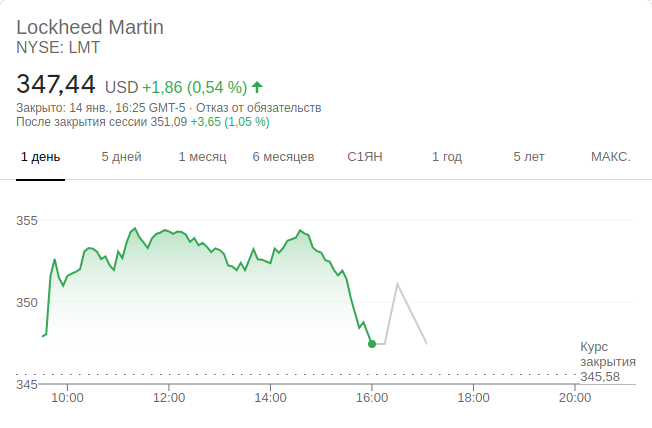 Lockheed Martin
NYSE: LMT
347,44 USD +1,86 (0,54 %)
Закрыто: 14 янв., 16:25 GMT-5 · Отказ от обязательств
После закрытия сессии 351,09 +3,65 (1,05 %)
1 день 5 дней 1 месяц 6 месяцев С1ЯН 1 год 5 лет МАКС.
355
350
345
Курс
закрытия
345,58
10:00 12:00 14:00 16:00 18:00 20:00